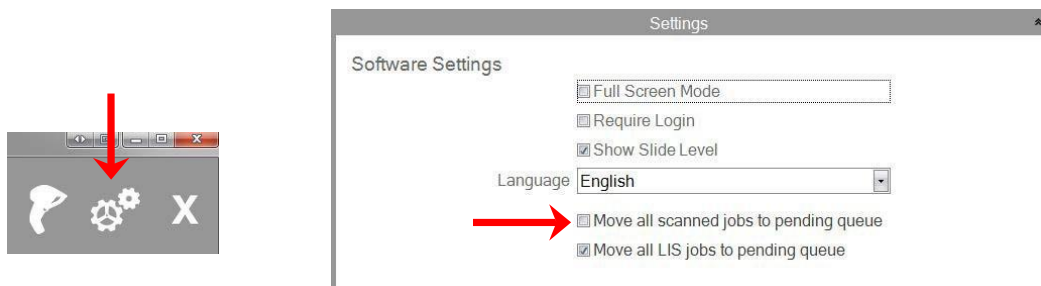 Settings
Software Settings
Full Screen Mode
Require Login
Show Slide Level
Language English
Move all scanned jobs to pending queue
Move all LIS jobs to pending queue